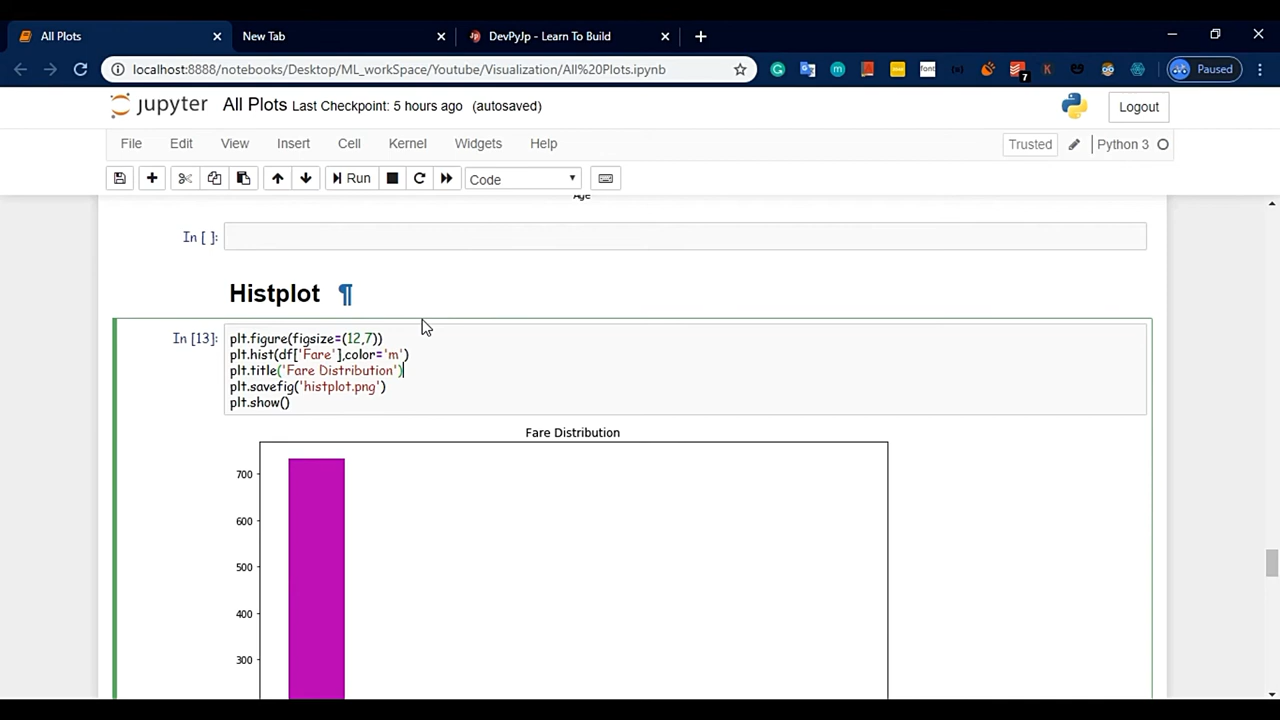 All Plots
New Tab
DevPyJp - Learn To Build
localhost:8888/notebooks/Desktop/ML_workSpace/Youtube/Visualization/All%20Plots.ipynb
7
Paused
jupyter All Plots Last Checkpoint: 5 hours ago (autosaved)
Logout
File Edit View Insert Cell Kernel Widgets Help
Trusted Python 3
Run
Code
Age
In [ ]:
Histplot ¶
In [13]:
plt.figure(figsize=(12,7))
plt.hist(df['Fare'],color='m')
plt.title('Fare Distribution')
plt.savefig('histplot.png')
plt.show()
Fare Distribution
700
600
500
400
300